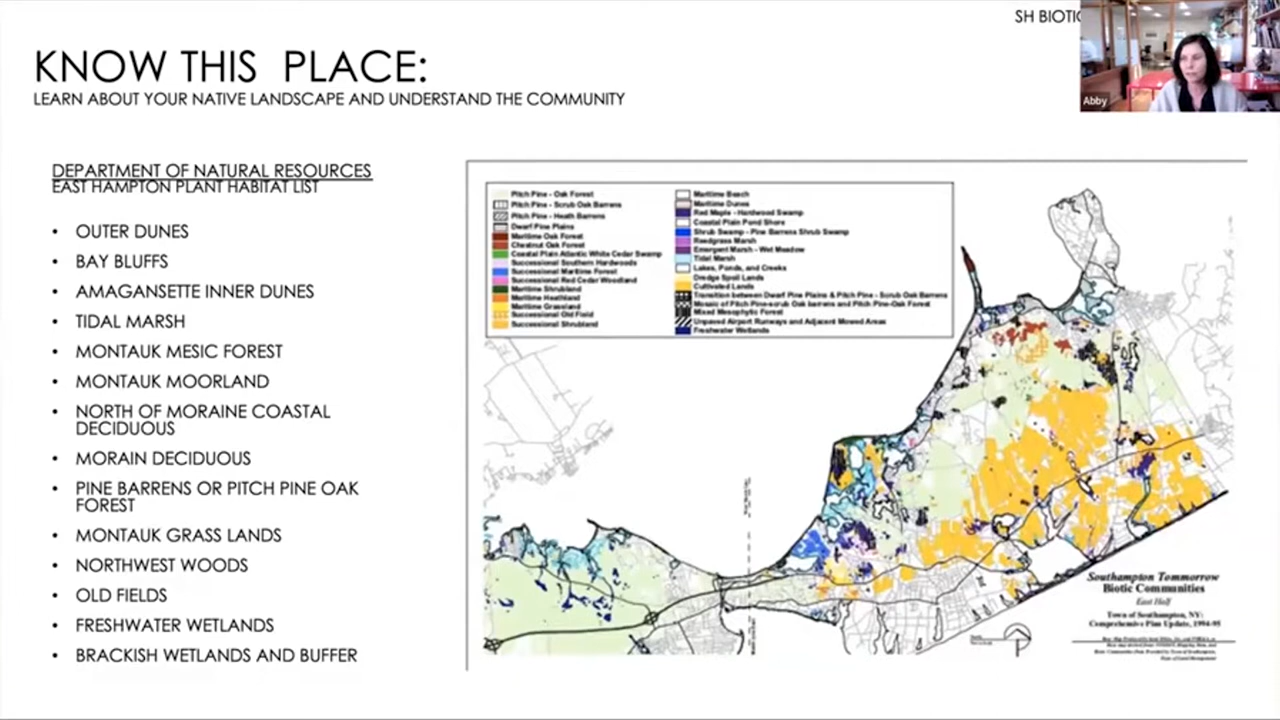 SH BIOTIC
KNOW THIS PLACE:
LEARN ABOUT YOUR NATIVE LANDSCAPE AND UNDERSTAND THE COMMUNITY
Abby
DEPARTMENT OF NATURAL RESOURCES
EAST HAMPTON PLANT HABITAT LIST
• OUTER DUNES
• BAY BLUFFS
• AMAGANSETTE INNER DUNES
• TIDAL MARSH
• MONTAUK MESIC FOREST
• MONTAUK MOORLAND
• NORTH OF MORAINE COASTAL
DECIDUOUS
• MORAIN DECIDUOUS
• PINE BARRENS OR PITCH PINE OAK
FOREST
• MONTAUK GRASS LANDS
• NORTHWEST WOODS
• OLD FIELDS
• FRESHWATER WETLANDS
• BRACKISH WETLANDS AND BUFFER
Pitch Pine - Oak Forest
Pitch Pine - Scrub Oak Barrens
Pitch Pine - Heath Barrens
Dwarf Pine Plains
Maritime Oak Forest
Chestnut Oak Forest
Coastal Plain Atlantic White Cedar Swamp
Successional Southern Hardwoods
Successional Maritime Forest
Successional Red Cedar Woodland
Maritime Shrubland
Maritime Heathland
Maritime Grassland
Successional Old Field
Successional Shrubland
Maritime Beach
Maritime Dunes
Red Maple - Hardwood Swamp
Coastal Plain Pond Shore
Shrub Swamp - Pine Barrens Shrub Swamp
Reedgrass Marsh
Emergent Marsh - Wet Meadow
Tidal Marsh
Lakes, Ponds, and Creeks
Dredge Spoil Lands
Cultivated Lands
Transition between Dwarf Pine Plains & Pitch Pine - Scrub Oak Barrens
Mosaic of Pitch Pine-scrub Oak barrens and Pitch Pine-Oak Forest
Mixed Mesophytic Forest
Unpaved Airport Runways and Adjacent Mowed Areas
Freshwater Wetlands
Southampton Tommorrow
Biotic Communities
East Half
Town of Southampton, NY:
Comprehensive Plan Update, 1994-95